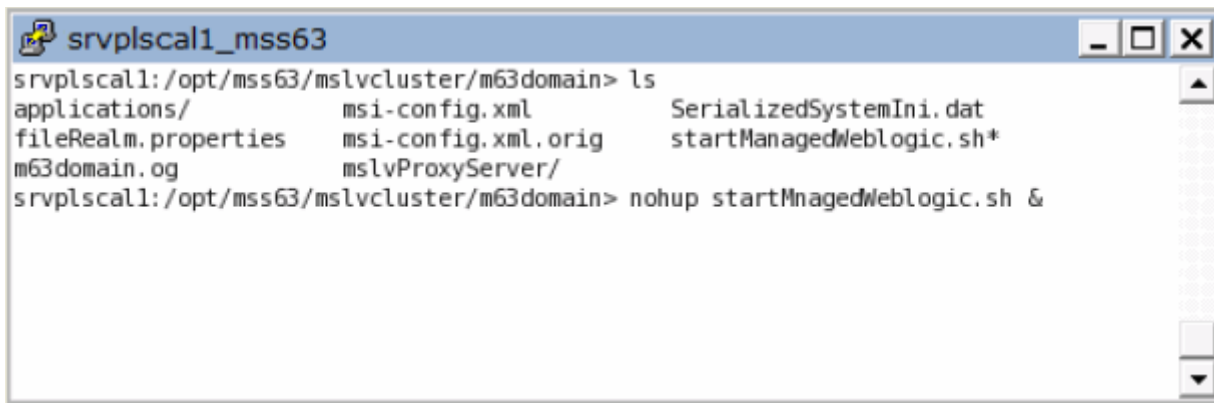 srvplscal1_mss63
srvplscal1:/opt/mss63/mslvcluster/m63domain> ls
applications/ msi-config.xml SerializedSystemIni.dat
fileRealm.properties msi-config.xml.orig startManagedWeblogic.sh*
m63domain.og mslvProxyServer/
srvplscal1:/opt/mss63/mslvcluster/m63domain> nohup startMnagedWeblogic.sh &